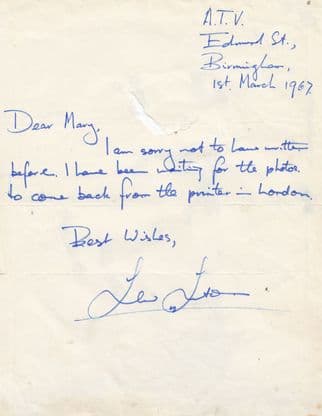 A.T.V.
Edmund St.,
Birmingham,
1st. March 1967.
Dear Mary,
I am sorry not to have written
before. I have been waiting for the photos.
to come back from the printer in London.
Best Wishes,